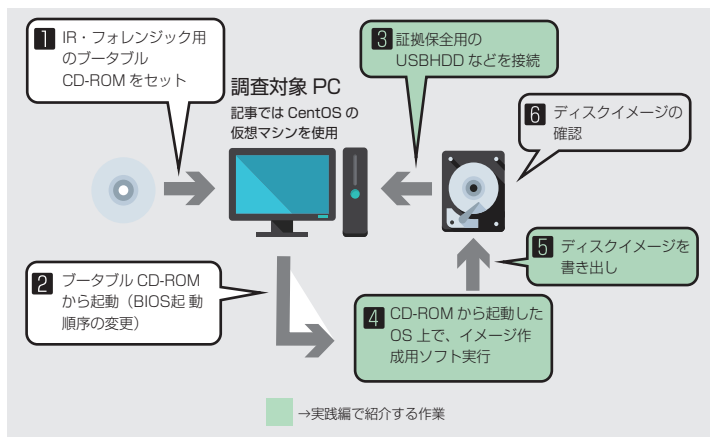 1 IR・フォレンジック用
のブータブル
CD-ROM をセット
調査対象 PC
記事では CentOS の
仮想マシンを使用
3 証拠保全用の
USBHDD などを接続
6 ディスクイメージの
確認
2 ブータブル CD-ROM
から起動（BIOS起 動
順序の変更）
4 CD-ROM から起動した
OS 上で、イメージ作
成用ソフト実行
5 ディスクイメージを
書き出し
→実践編で紹介する作業